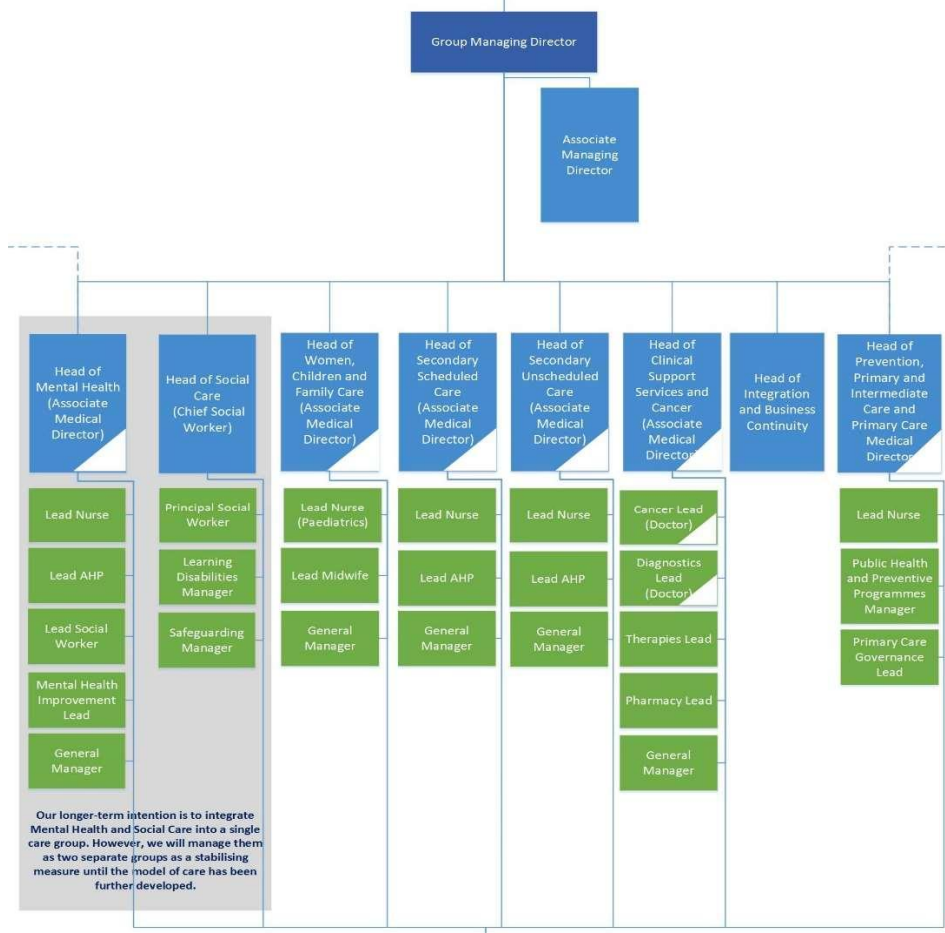 Group Managing Director
Associate
Managing
Director
Head of
Mental Health
(Associate
Medical
Director)
Head of Social
Care
(Chief Social
Worker)
Head of
Women,
Children and
Family Care
(Associate
Medical
Director)
Head of
Secondary
Scheduled
Care
(Associate
Medical
Director)
Head of
Secondary
Unscheduled
Care
(Associate
Medical
Director)
Head of
Clinical
Support
Services and
Cancer
(Associate
Medical
Director)
Head of
Integration
and Business
Continuity
Head of
Prevention,
Primary and
Intermediate
Care and
Primary Care
Medical
Director
Lead Nurse
Lead AHP
Lead Social
Worker
Mental Health
Improvement
Lead
General
Manager
Principal Social
Worker
Learning
Disabilities
Manager
Safeguarding
Manager
Lead Nurse
(Paediatrics)
Lead Midwife
General
Manager
Lead Nurse
Lead AHP
General
Manager
Lead Nurse
Lead AHP
General
Manager
Cancer Lead
(Doctor)
Diagnostics
Lead
(Doctor)
Therapies Lead
Pharmacy Lead
General
Manager
Lead Nurse
Public Health
and Preventive
Programmes
Manager
Primary Care
Governance
Lead
Our longer-term intention is to integrate
Mental Health and Social Care into a single
care group. However, we will manage them
as two separate groups as a stabilising
measure until the model of care has been
further developed.